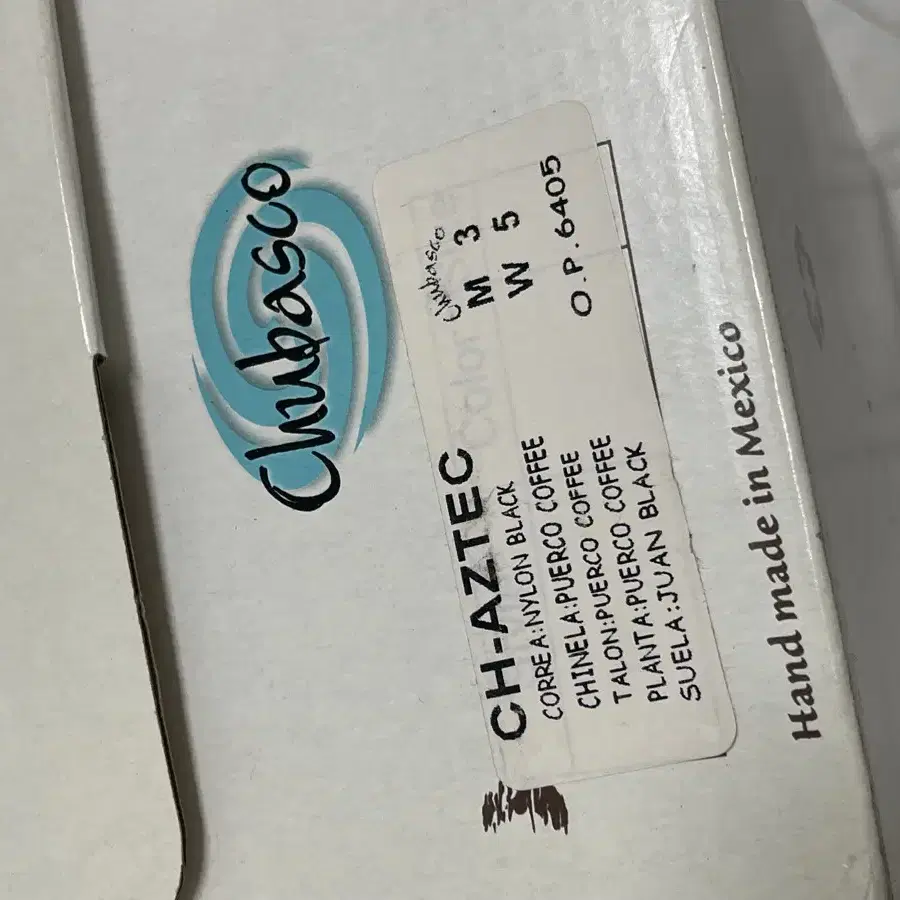 Chubasco
Chubasco
M 3
W 5
O.P.6405
CH-AZTEC
CORREA:NYLON BLACK
CHINELA:PUERCO COFFEE
TALON:PUERCO COFFEE
PLANTA:PUERCO COFFEE
SUELA:JUAN BLACK
Color
Hand made in Mexico